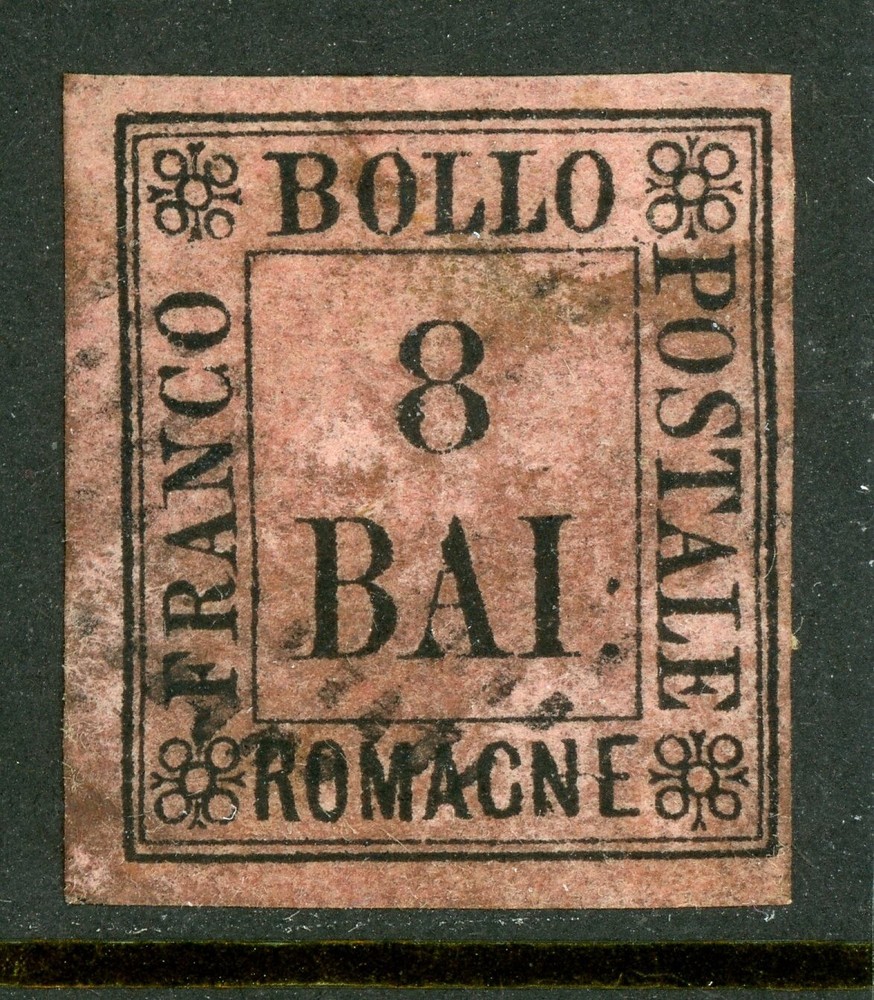 BOLLO
FRANCO
POSTALE
8
BAI.
ROMAGNE